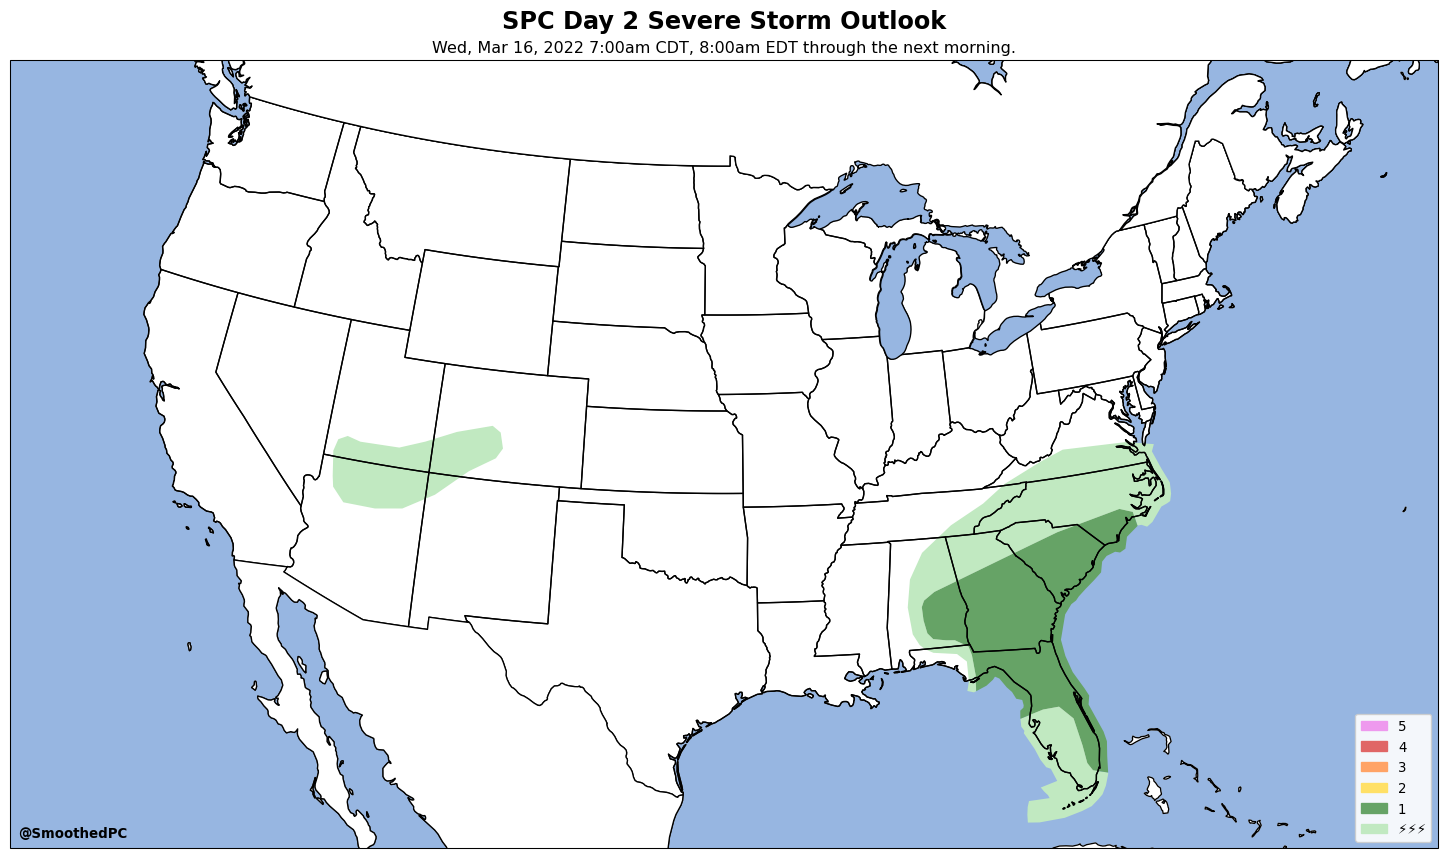 SPC Day 2 Severe Storm Outlook
Wed, Mar 16, 2022 7:00am CDT, 8:00am EDT through the next morning.
5
4
3
2
1
⚡⚡⚡
@SmoothedPC